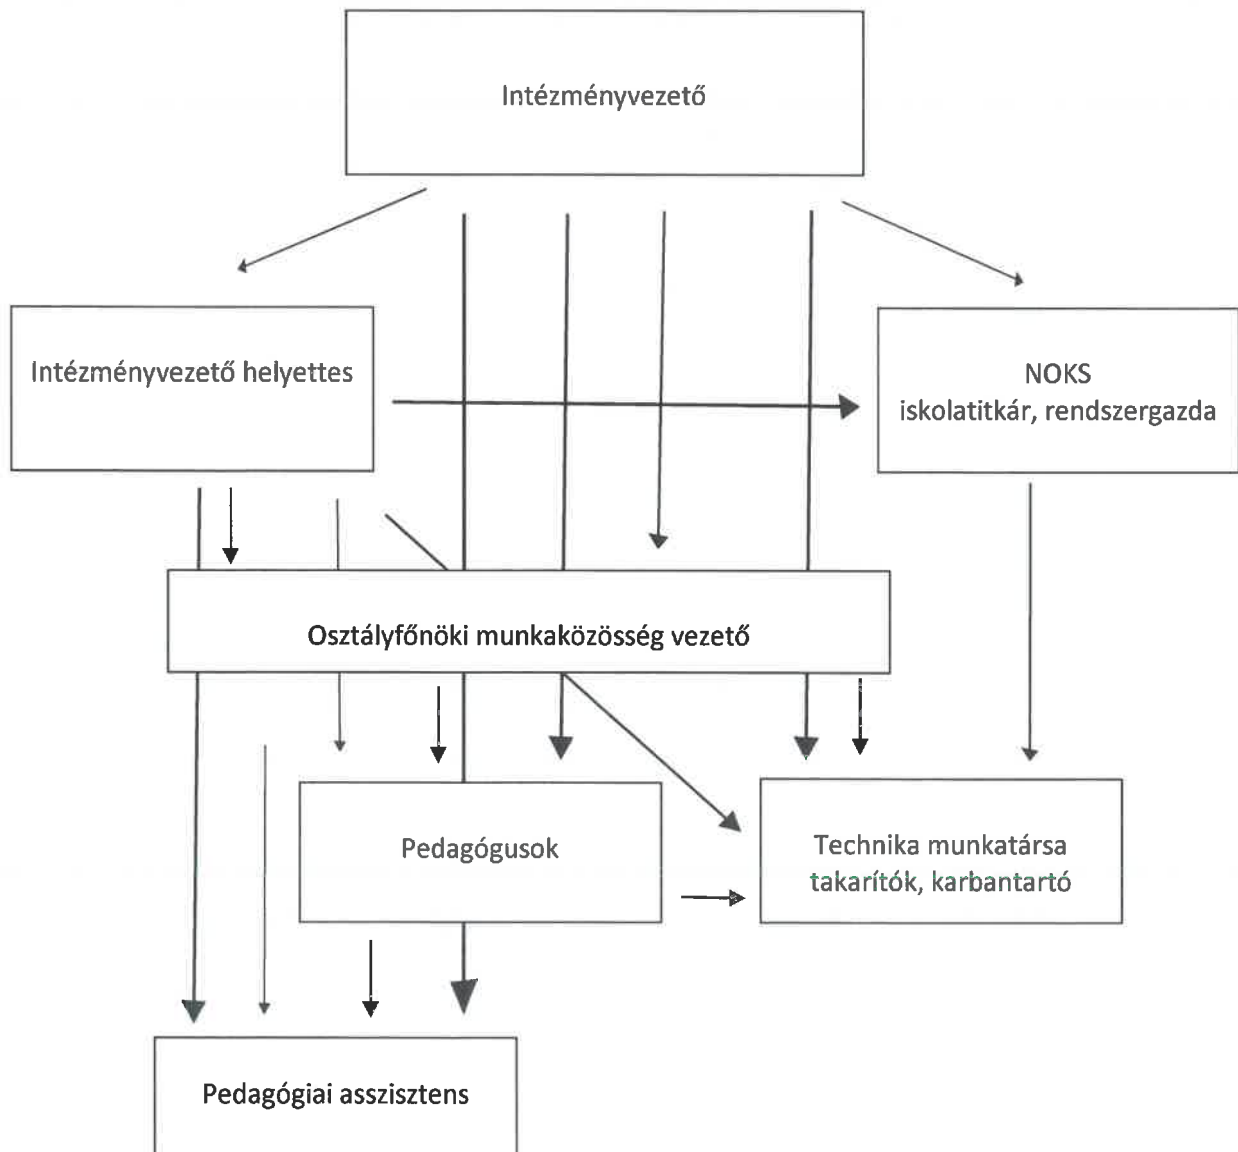 Intézményvezető
Intézményvezető helyettes
NOKS
iskolatitkár, rendszergazda
Osztályfőnöki munkaközösség vezető
Pedagógusok
Technika munkatársa
takarítók, karbantartó
Pedagógiai asszisztens